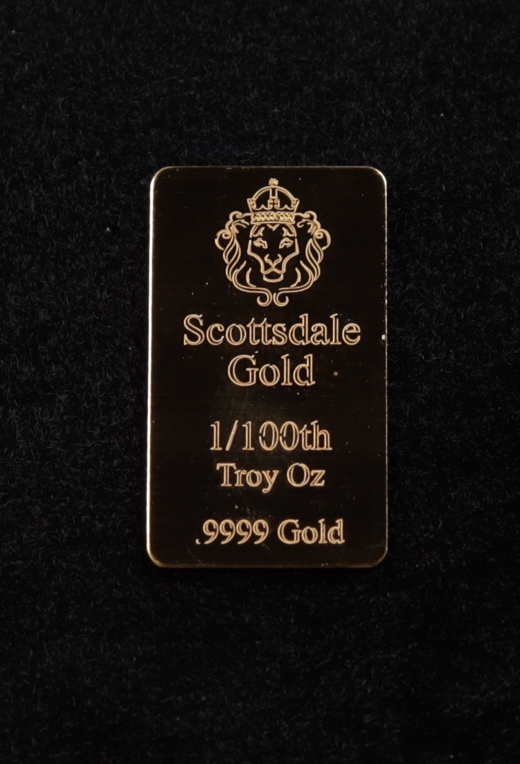 Scottsdale
Gold
1/100th
Troy Oz
.9999 Gold